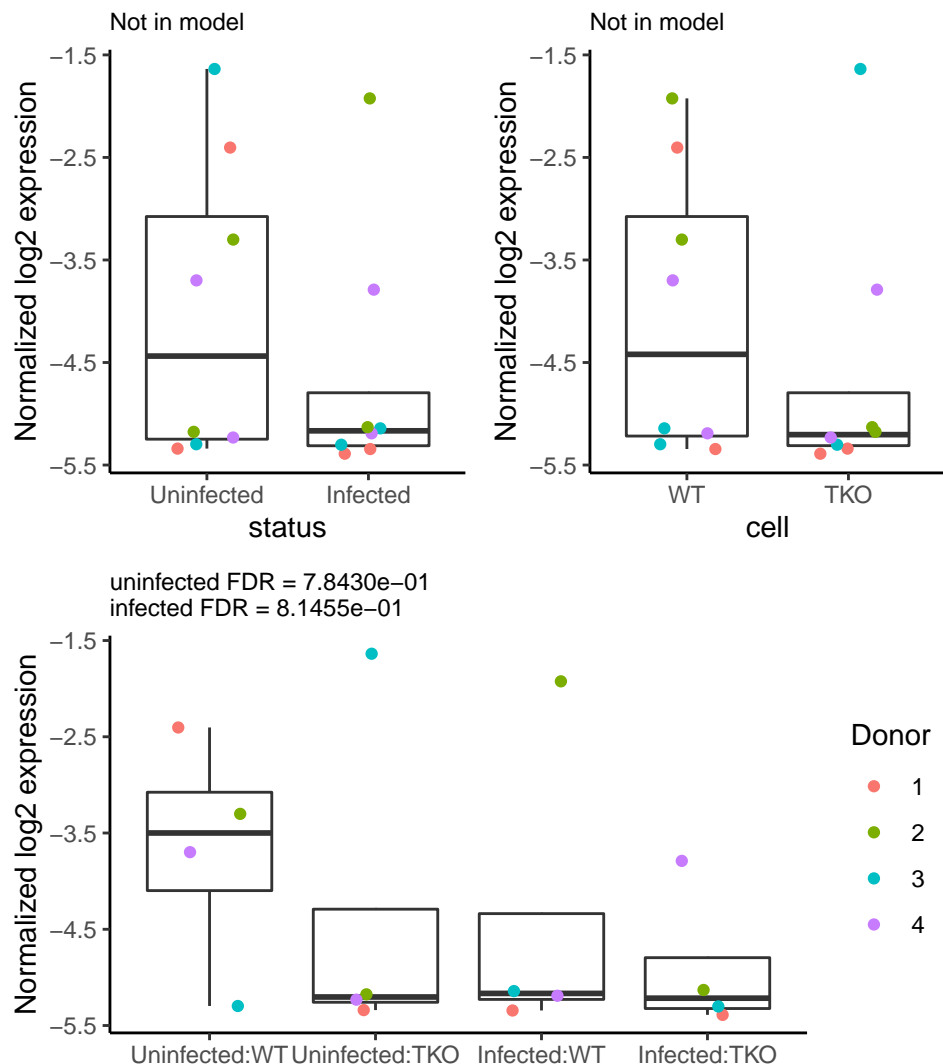 Not in model
Normalized log2 expression
−1.5
−2.5
−3.5
−4.5
−5.5
Uninfected Infected
status
Not in model
Normalized log2 expression
−1.5
−2.5
−3.5
−4.5
−5.5
WT TKO
cell
uninfected FDR = 7.8430e−01
infected FDR = 8.1455e−01
Normalized log2 expression
−1.5
−2.5
−3.5
−4.5
−5.5
Uninfected:WT Uninfected:TKO Infected:WT Infected:TKO
Donor
1
2
3
4